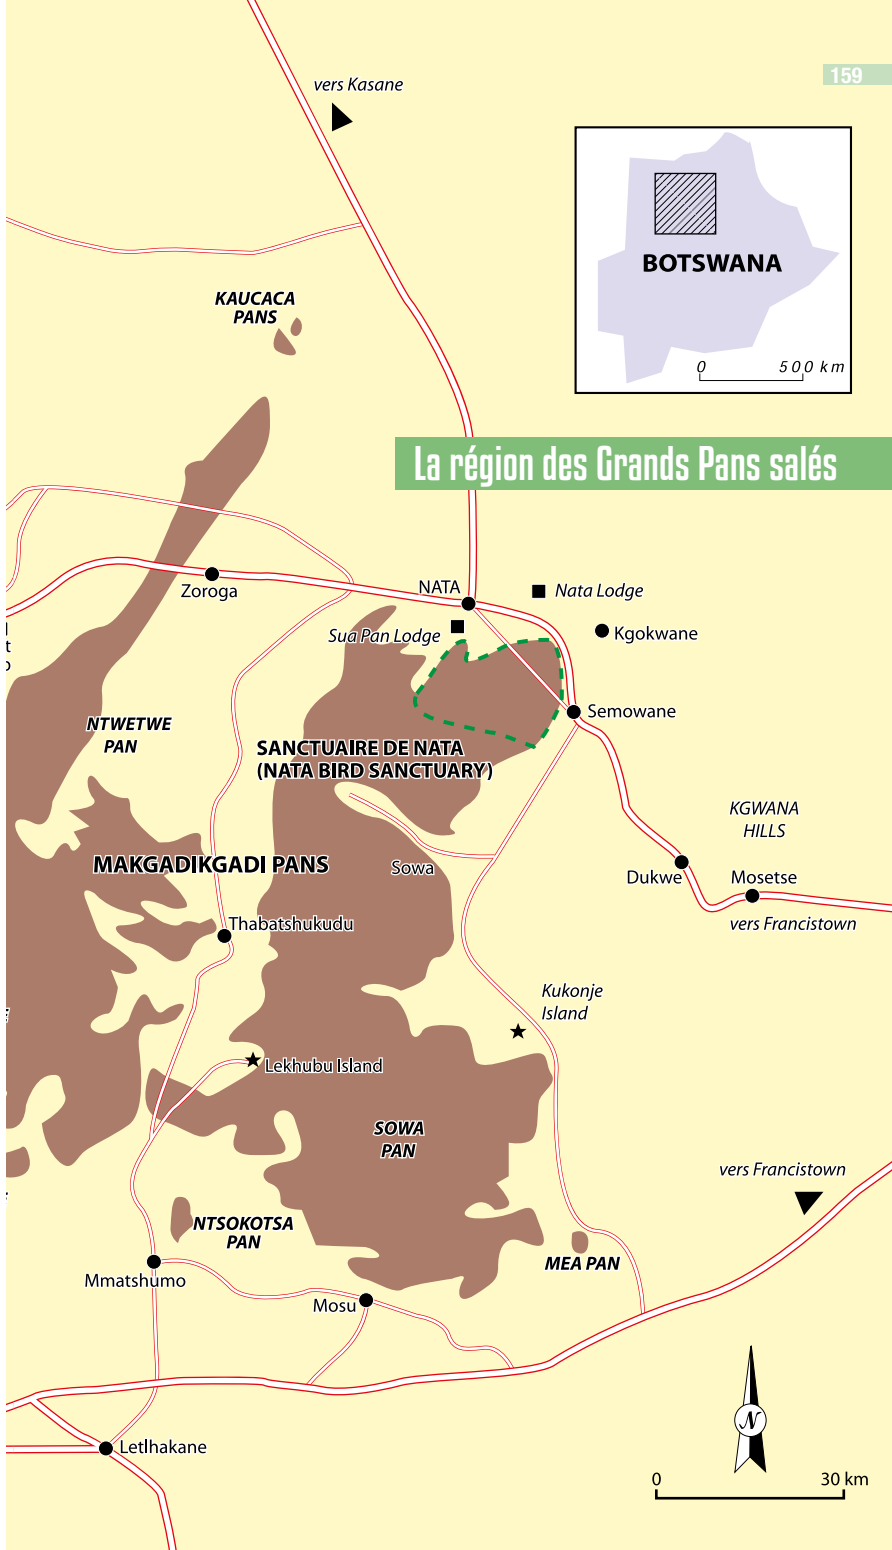 vers Kasane
159
BOTSWANA
0 500 km
KAUCACA
PANS
La région des Grands Pans salés
Zoroga
NATA
Nata Lodge
Sua Pan Lodge
Kgokwane
Semowane
NTWETWE
PAN
SANCTUAIRE DE NATA
(NATA BIRD SANCTUARY)
KGWANA
HILLS
MAKGADIKGADI PANS
Sowa
Dukwe
Mosetse
vers Francistown
Thabatshukudu
Kukonje
Island
Lekhubu Island
SOWA
PAN
vers Francistown
NTSOKOTSA
PAN
MEA PAN
Mmatshumo
Mosu
Letlhakane
N
0 30 km